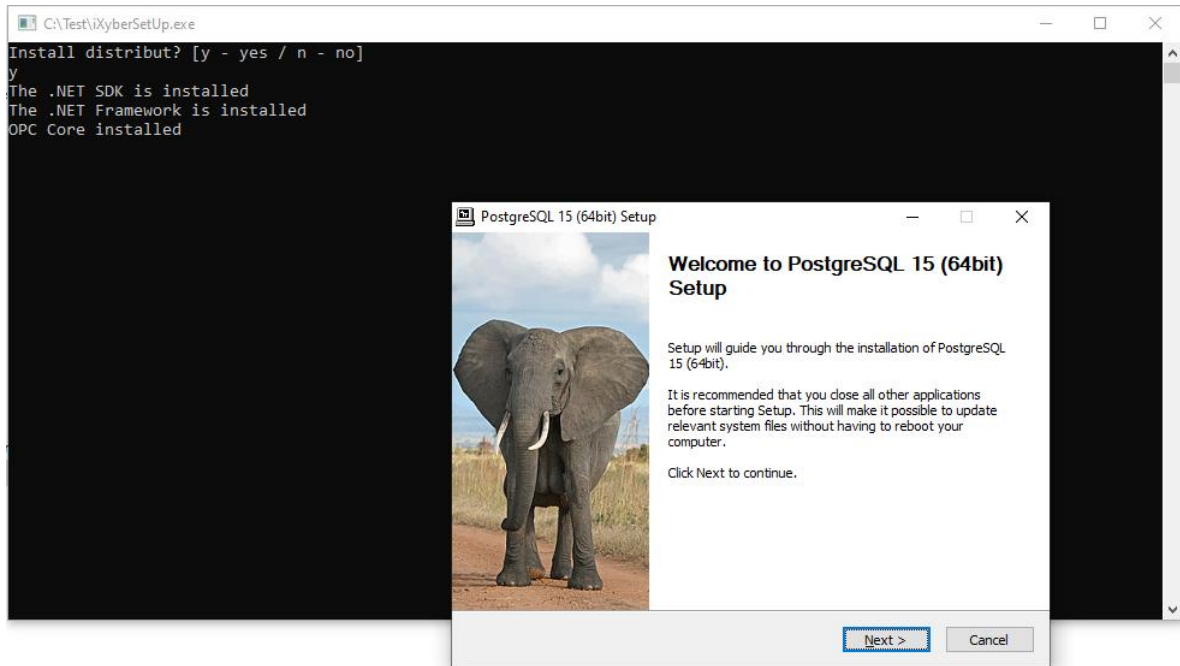 C:\Test\iXyberSetUp.exe
Install distribut? [y - yes / n - no]
y
The .NET SDK is installed
The .NET Framework is installed
OPC Core installed
PostgreSQL 15 (64bit) Setup
Welcome to PostgreSQL 15 (64bit)
Setup
Setup will guide you through the installation of PostgreSQL
15 (64bit).
It is recommended that you close all other applications
before starting Setup. This will make it possible to update
relevant system files without having to reboot your
computer.
Click Next to continue.
Next >
Cancel